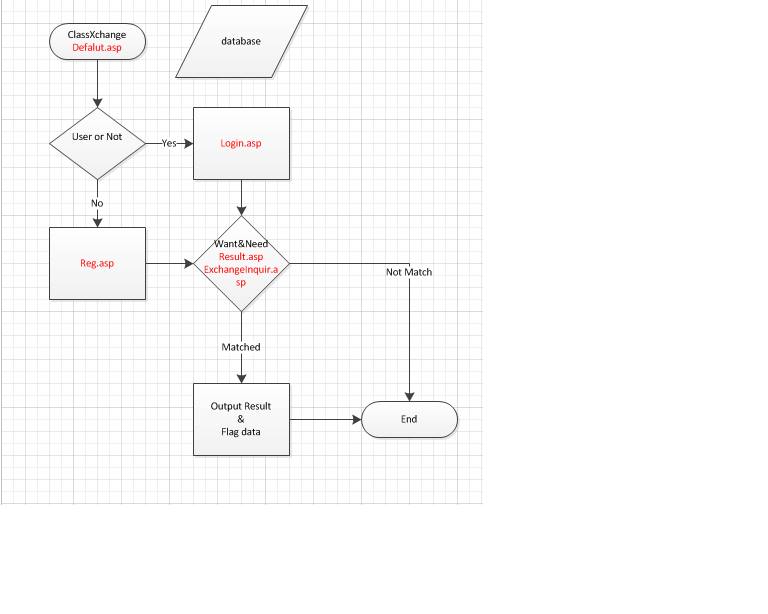 ClassXchange
Defalut.asp
database
User or Not
Yes
Login.asp
No
Reg.asp
Want&Need
Result.asp
ExchangeInquir.a
sp
Not Match
Matched
Output Result
&
Flag data
End